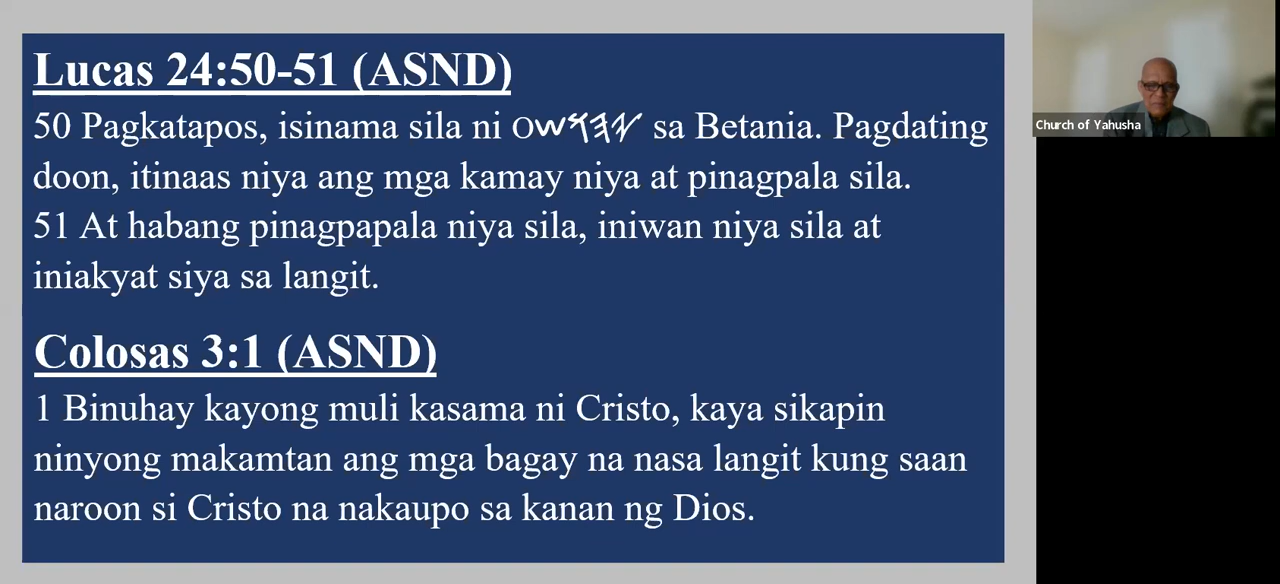 Lucas 24:50-51 (ASND)
50 Pagkatapos, isinama sila ni 𐤉𐤄𐤅𐤔𐤏 sa Betania. Pagdating
doon, itinaas niya ang mga kamay niya at pinagpala sila.
51 At habang pinagpapala niya sila, iniwan niya sila at
iniakyat siya sa langit.
Colosas 3:1 (ASND)
1 Binuhay kayong muli kasama ni Cristo, kaya sikapin
ninyong makamtan ang mga bagay na nasa langit kung saan
naroon si Cristo na nakaupo sa kanan ng Dios.
Church of Yahusha